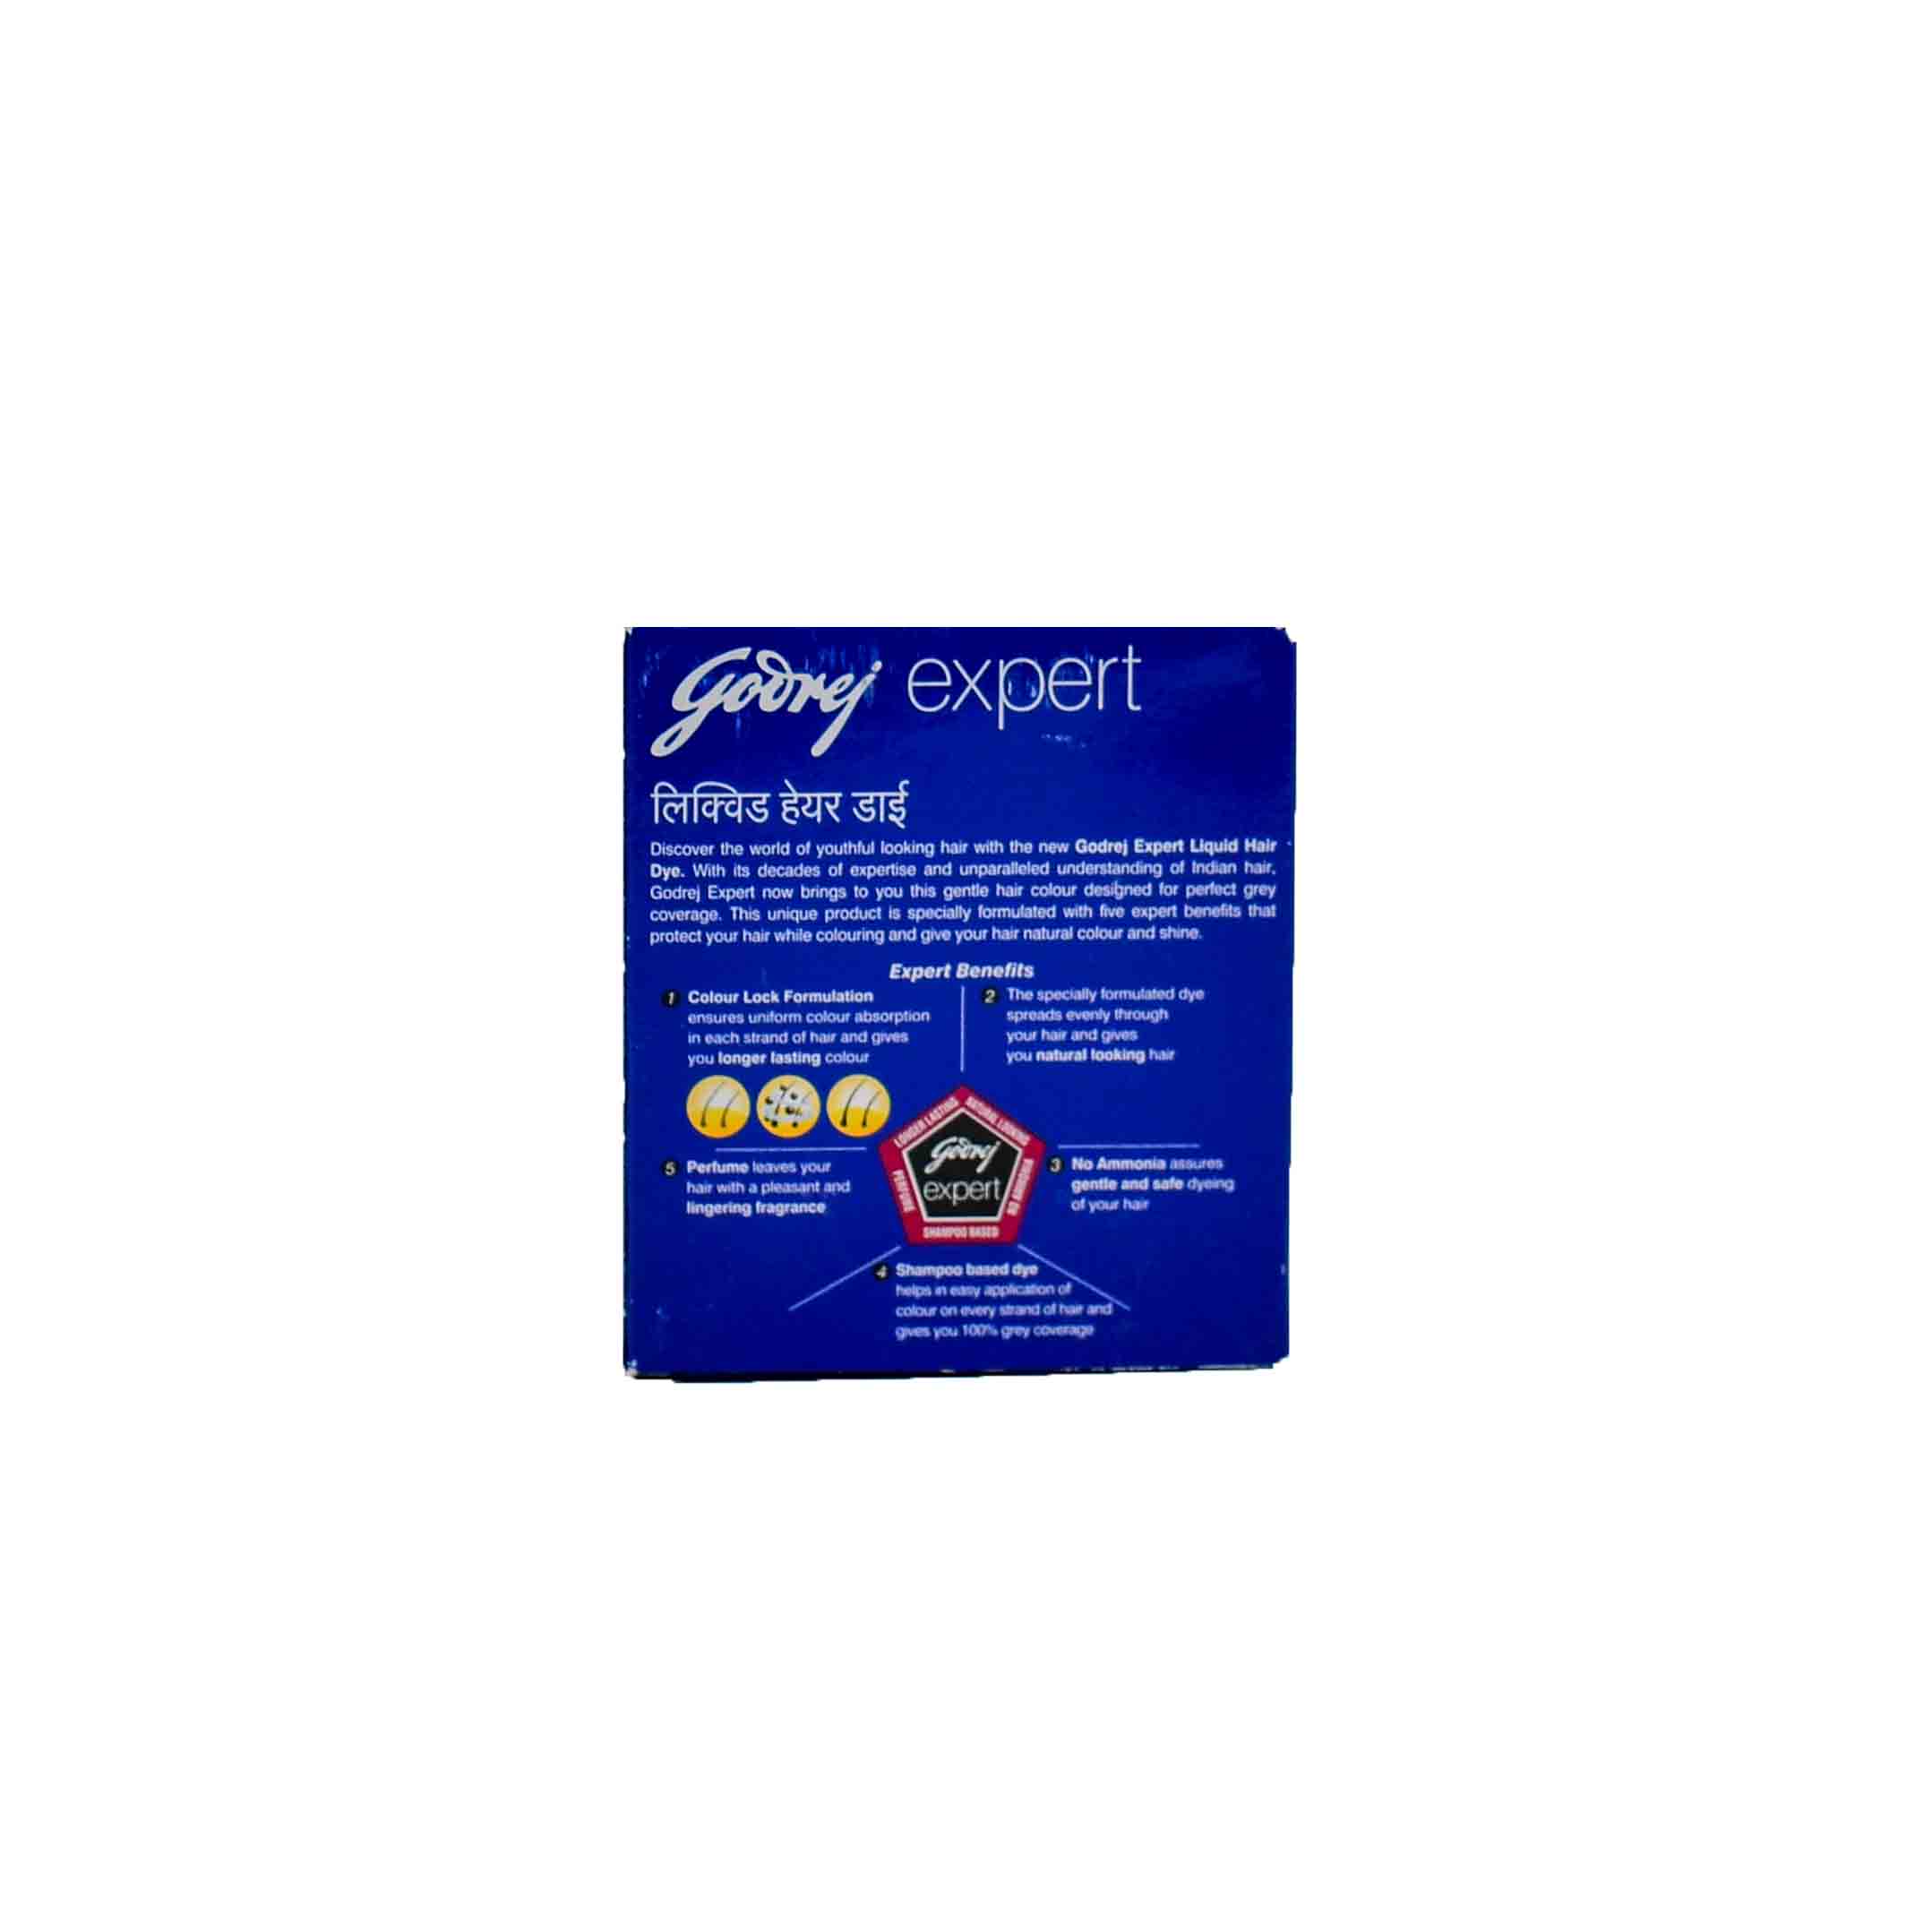 Godrej expert
लिक्विड हेयर डाई
Discover the world of youthful looking hair with the new Godrej Expert Liquid Hair
Dye. With its decades of expertise and unparalleled understanding of Indian hair,
Godrej Expert now brings to you this gentle hair colour designed for perfect grey
coverage. This unique product is specially formulated with five expert benefits that
protect your hair while colouring and give your hair natural colour and shine.
Expert Benefits
1 Colour Lock Formulation
ensures uniform colour absorption
in each strand of hair and gives
you longer lasting colour
2 The specially formulated dye
spreads evenly through
your hair and gives
you natural looking hair
LONGER LASTING
NATURAL LOOKING
NO AMMONIA
SHAMPOO BASED
PERFUME
Godrej
expert
3 No Ammonia assures
gentle and safe dyeing
of your hair
4 Shampoo based dye
helps in easy application of
colour on every strand of hair and
gives you 100% grey coverage
5 Perfume leaves your
hair with a pleasant and
lingering fragrance